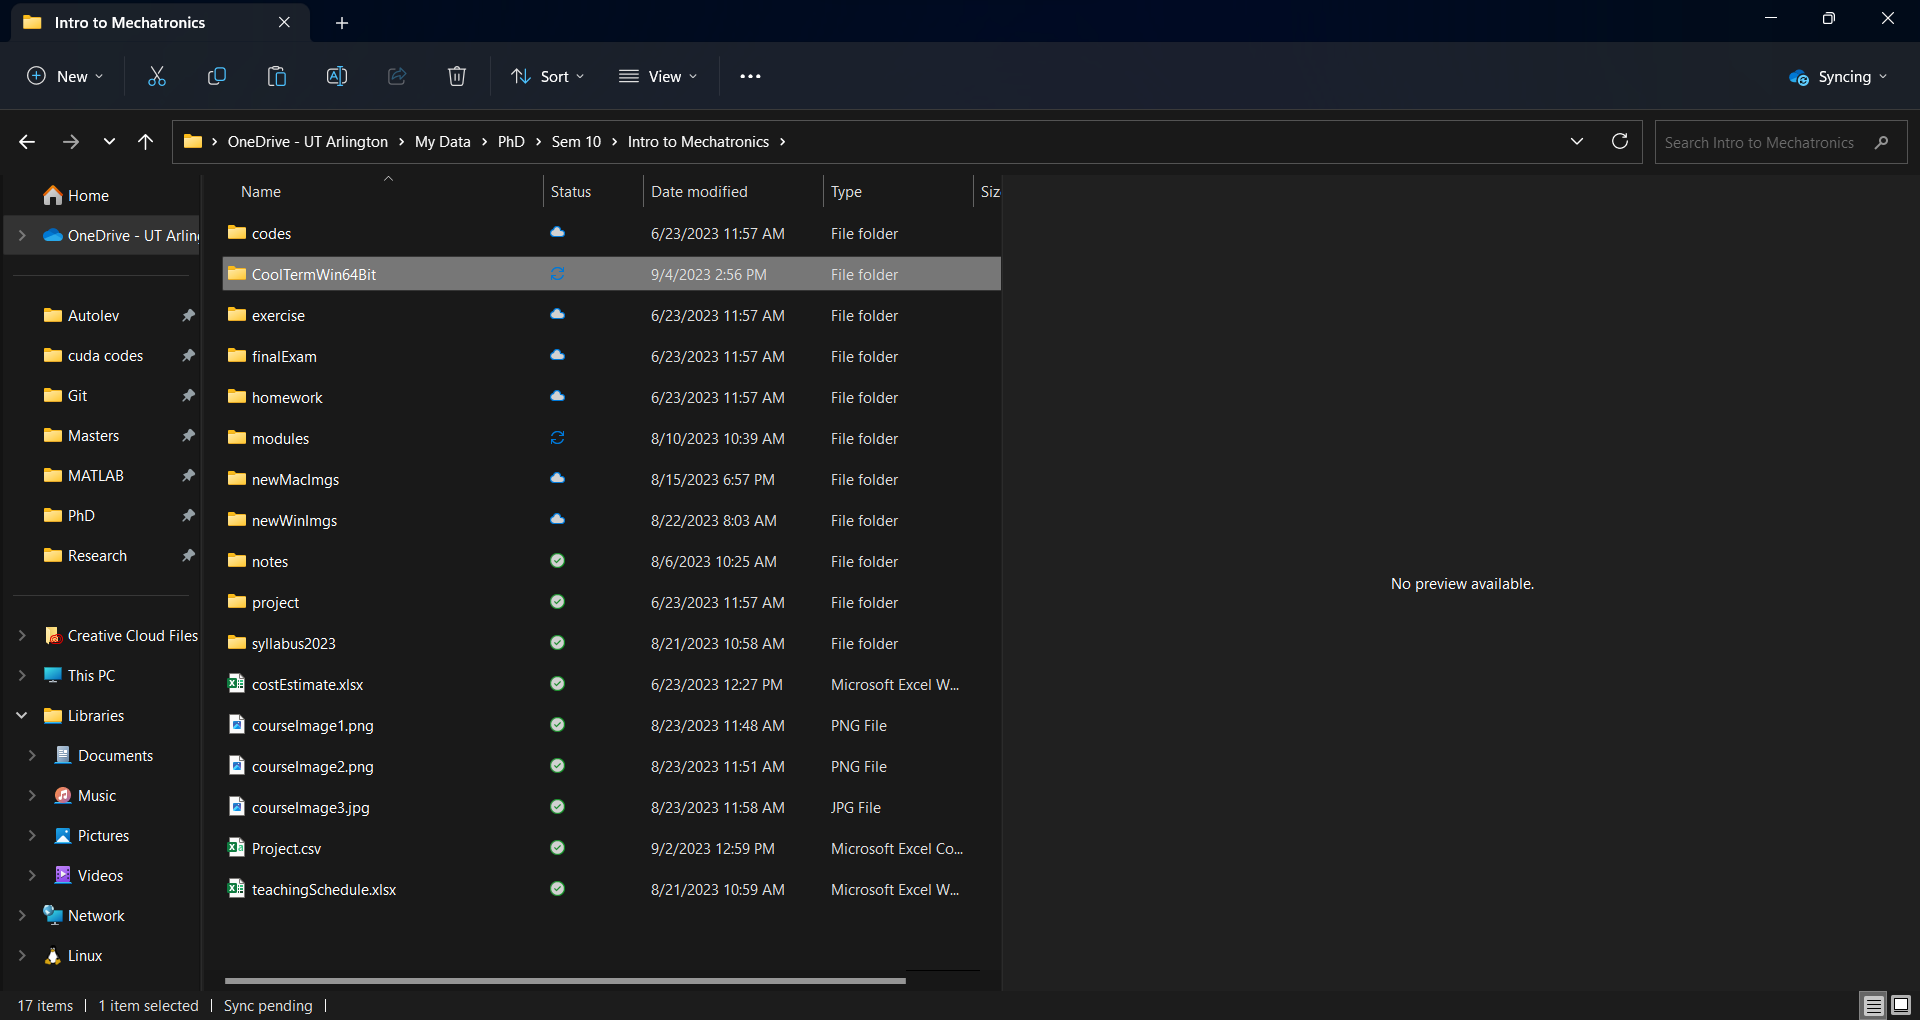 Intro to Mechatronics
New
Sort
View
Syncing
OneDrive - UT Arlington > My Data > PhD > Sem 10 > Intro to Mechatronics >
Search Intro to Mechatronics
Home
OneDrive - UT Arling
Autolev
cuda codes
Git
Masters
MATLAB
PhD
Research
Creative Cloud Files
This PC
Libraries
Documents
Music
Pictures
Videos
Network
Linux
Name Status Date modified Type Siz
codes 6/23/2023 11:57 AM File folder
CoolTermWin64Bit 9/4/2023 2:56 PM File folder
exercise 6/23/2023 11:57 AM File folder
finalExam 6/23/2023 11:57 AM File folder
homework 6/23/2023 11:57 AM File folder
modules 8/10/2023 10:39 AM File folder
newMacImgs 8/15/2023 6:57 PM File folder
newWinImgs 8/22/2023 8:03 AM File folder
notes 8/6/2023 10:25 AM File folder
project 6/23/2023 11:57 AM File folder
syllabus2023 8/21/2023 10:58 AM File folder
costEstimate.xlsx 6/23/2023 12:27 PM Microsoft Excel W...
courseImage1.png 8/23/2023 11:48 AM PNG File
courseImage2.png 8/23/2023 11:51 AM PNG File
courseImage3.jpg 8/23/2023 11:58 AM JPG File
Project.csv 9/2/2023 12:59 PM Microsoft Excel Co...
teachingSchedule.xlsx 8/21/2023 10:59 AM Microsoft Excel W...
No preview available.
17 items | 1 item selected | Sync pending |